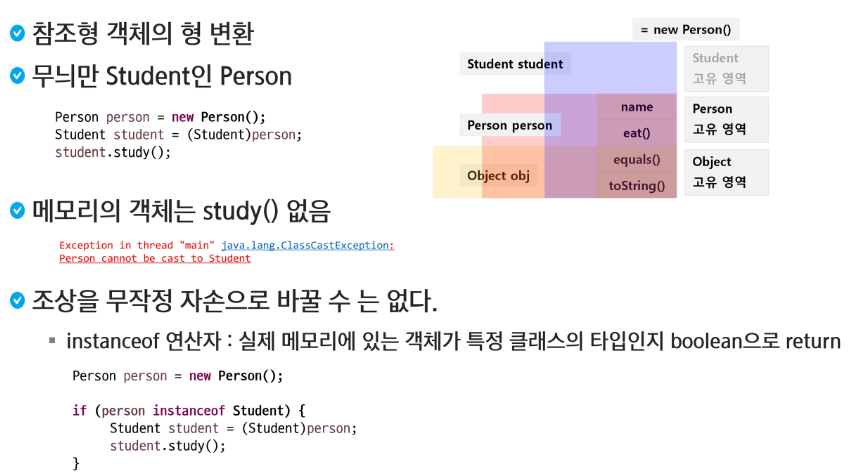 참조형 객체의 형 변환
무늬만 Student인 Person
Person person = new Person();
Student student = (Student)person;
student.study();
= new Person()
Student student
Student
고유 영역
Person person
name
eat()
Person
고유 영역
Object obj
equals()
toString()
Object
고유 영역
메모리의 객체는 study() 없음
Exception in thread "main" java.lang.ClassCastException:
Person cannot be cast to Student
조상을 무작정 자손으로 바꿀 수 는 없다.
instanceof 연산자 : 실제 메모리에 있는 객체가 특정 클래스의 타입인지 boolean으로 return
Person person = new Person();
if (person instanceof Student) {
Student student = (Student)person;
student.study();
}